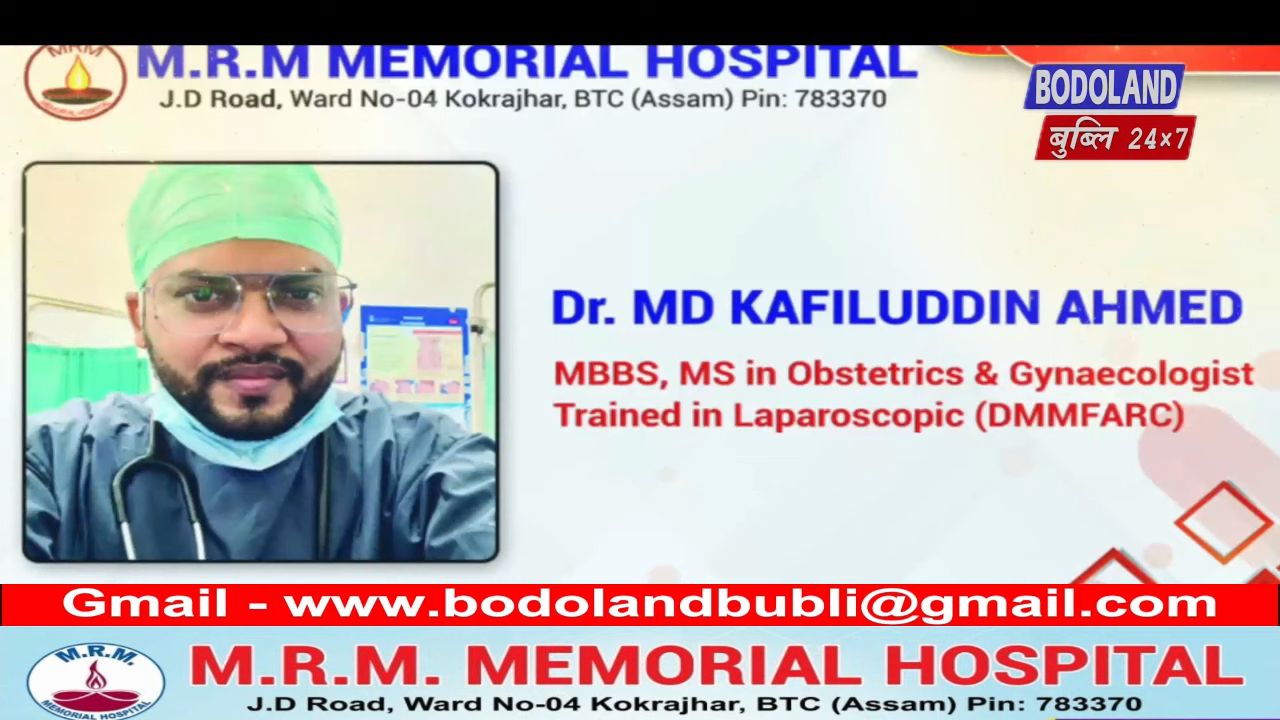 MRM
M.R.M MEMORIAL HOSPITAL
J.D Road, Ward No-04 Kokrajhar, BTC (Assam) Pin: 783370
BODOLAND
बुब्लि 24×7
Dr. MD KAFILUDDIN AHMED
MBBS, MS in Obstetrics & Gynaecologist
Trained in Laparoscopic (DMMFARC)
Gmail - www.bodolandbubli@gmail.com
M.R.M.
MEMORIAL HOSPITAL
M.R.M. MEMORIAL HOSPITAL
J.D Road, Ward No-04 Kokrajhar, BTC (Assam) Pin: 783370